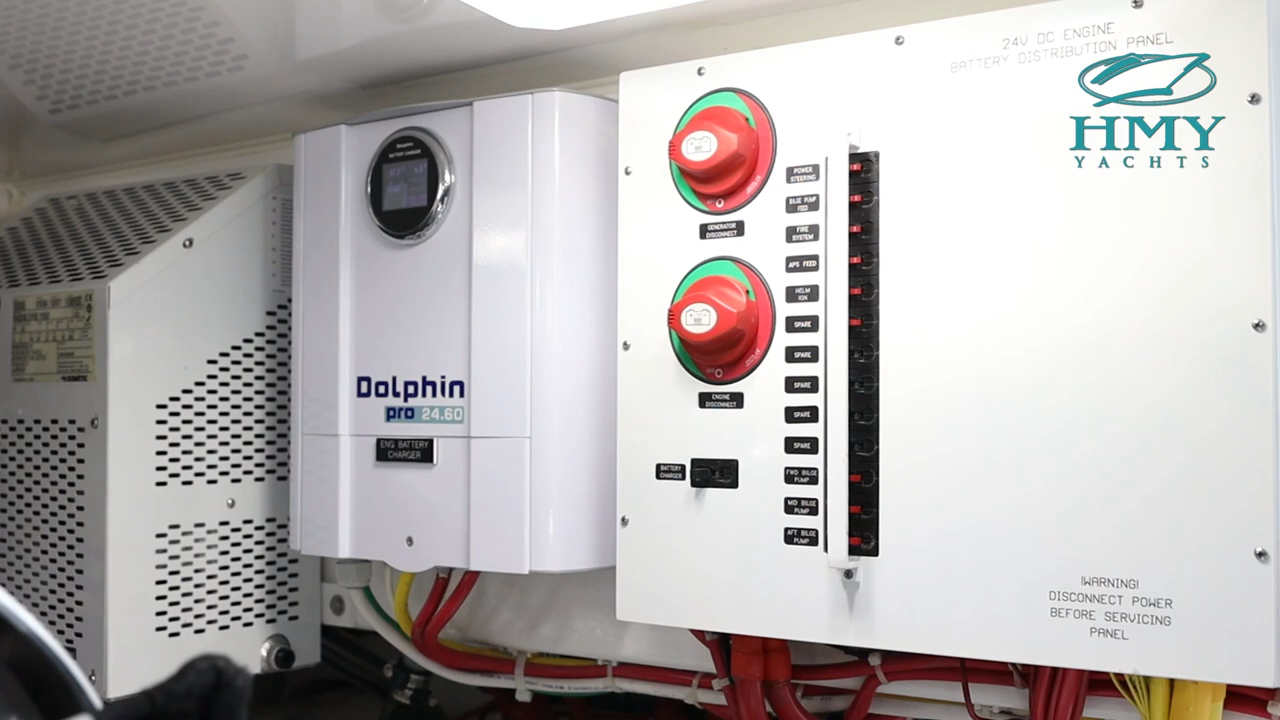 24V DC ENGINE
BATTERY DISTRIBUTION PANEL
HMY
YACHTS
BATTERY CHARGER
Dolphin
pro 24.60
ENG BATTERY
CHARGER
GENERATOR
DISCONNECT
ENGINE
DISCONNECT
BATTERY
CHARGER
POWER
STEERING
BILGE PUMP
FEED
FIRE
SYSTEM
APS FEED
HELM
IGN
SPARE
SPARE
SPARE
SPARE
SPARE
FWD BILGE
PUMP
MID BILGE
PUMP
AFT BILGE
PUMP
!WARNING!
DISCONNECT POWER
BEFORE SERVICING
PANEL